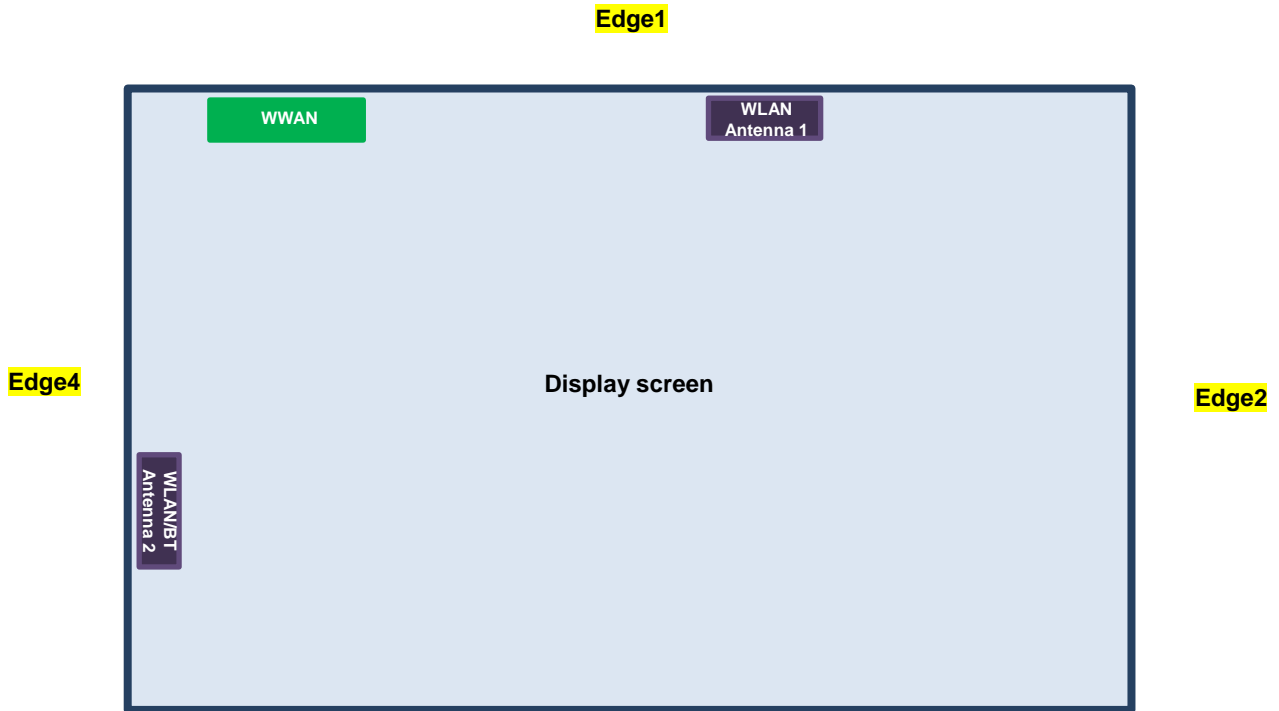 Edge1
WWAN
WLAN
Antenna 1
Edge4
Display screen
Edge2
WLAN/BT
Antenna 2